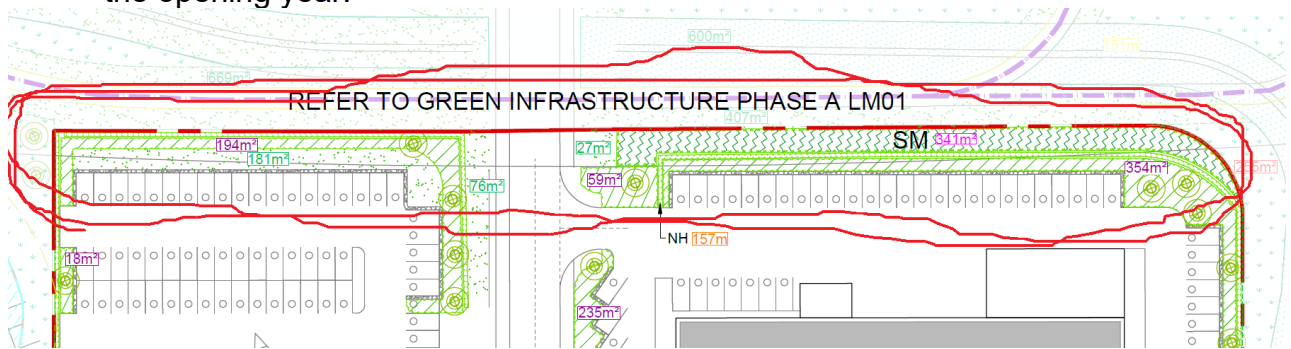 the opening year.
600m²
669m²
REFER TO GREEN INFRASTRUCTURE PHASE A LM01
407m²
194m²
27m²
SM 341m²
181m²
76m²
59m²
354m²
NH 157m
18m²
235m²